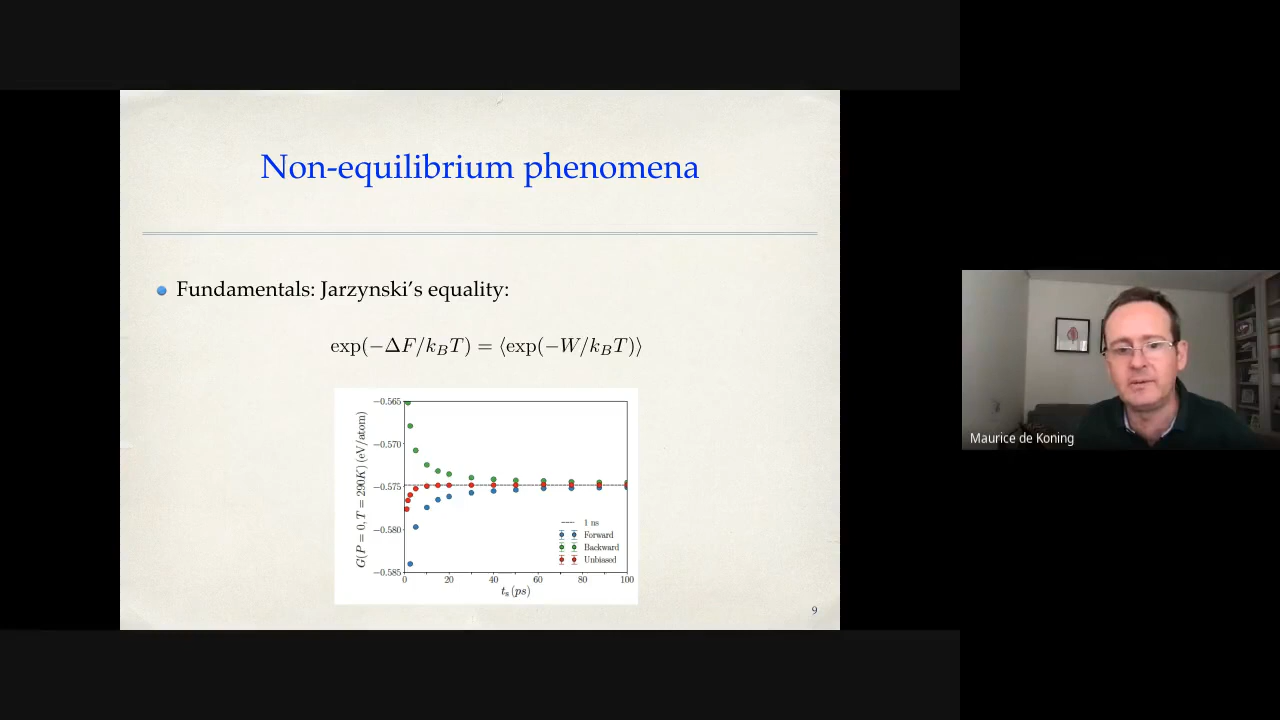 Non-equilibrium phenomena
Fundamentals: Jarzynski's equality:
exp(−ΔF/k_BT) = ⟨exp(−W/k_BT)⟩
−0.565
−0.570
−0.575
−0.580
−0.585
G(P = 0, T = 290K) (eV/atom)
1 ns
Forward
Backward
Unbiased
0 20 40 60 80 100
t_s (ps)
9
Maurice de Koning